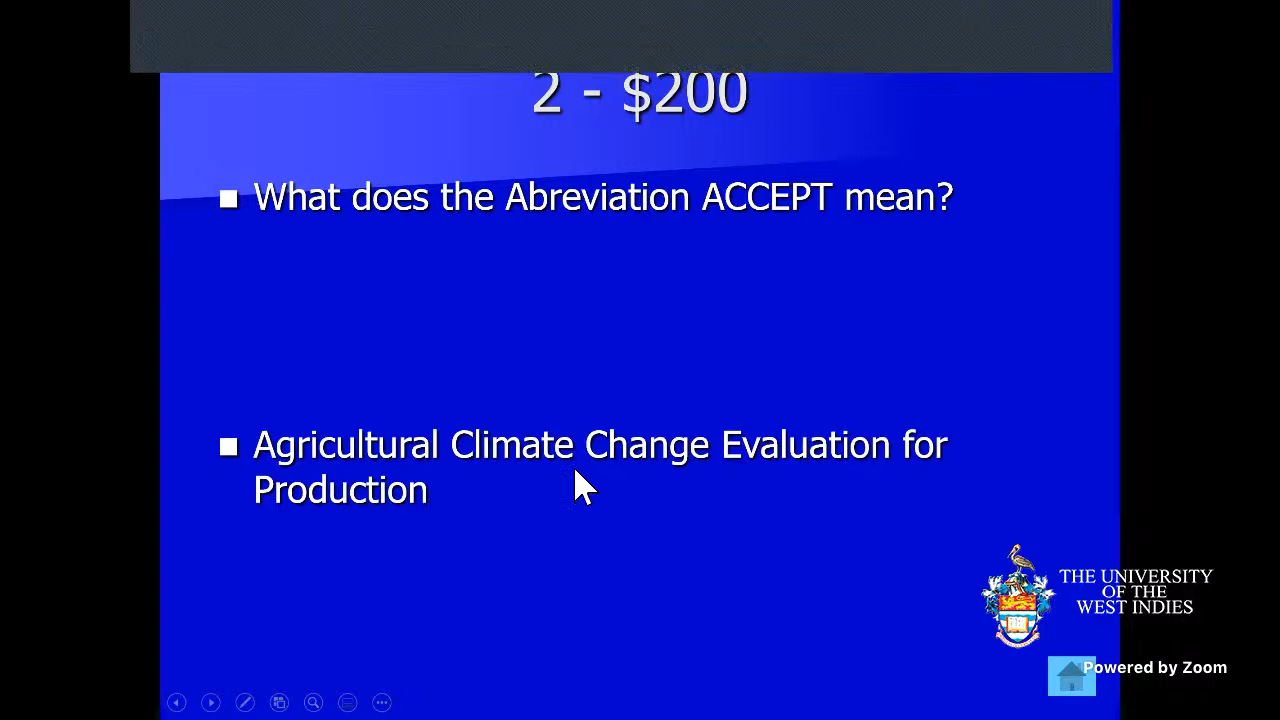 2 - $200
What does the Abreviation ACCEPT mean?
Agricultural Climate Change Evaluation for
Production
THE UNIVERSITY
OF THE
WEST INDIES
Powered by Zoom